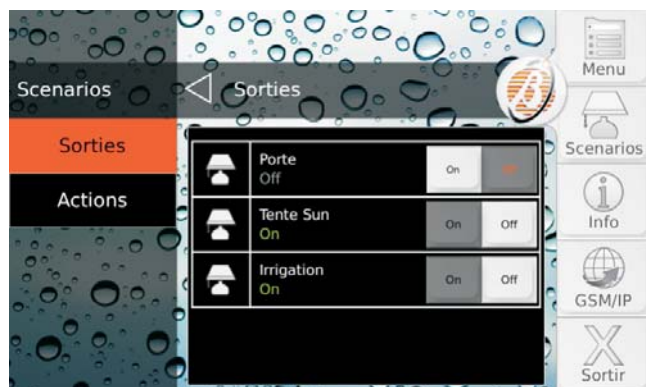 Scenarios
Sorties
Actions
Sorties
Porte
Off
On
Tente Sun
On
On
Off
Irrigation
On
On
Off
Menu
Scenarios
Info
GSM/IP
Sortir